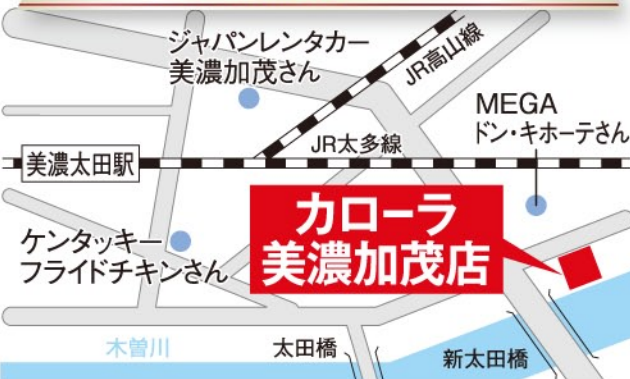 ジャパンレンタカー
美濃加茂さん
JR高山線
MEGA
ドン・キホーテさん
JR太多線
美濃太田駅
カローラ
美濃加茂店
ケンタッキー
フライドチキンさん
木曽川
太田橋
新太田橋